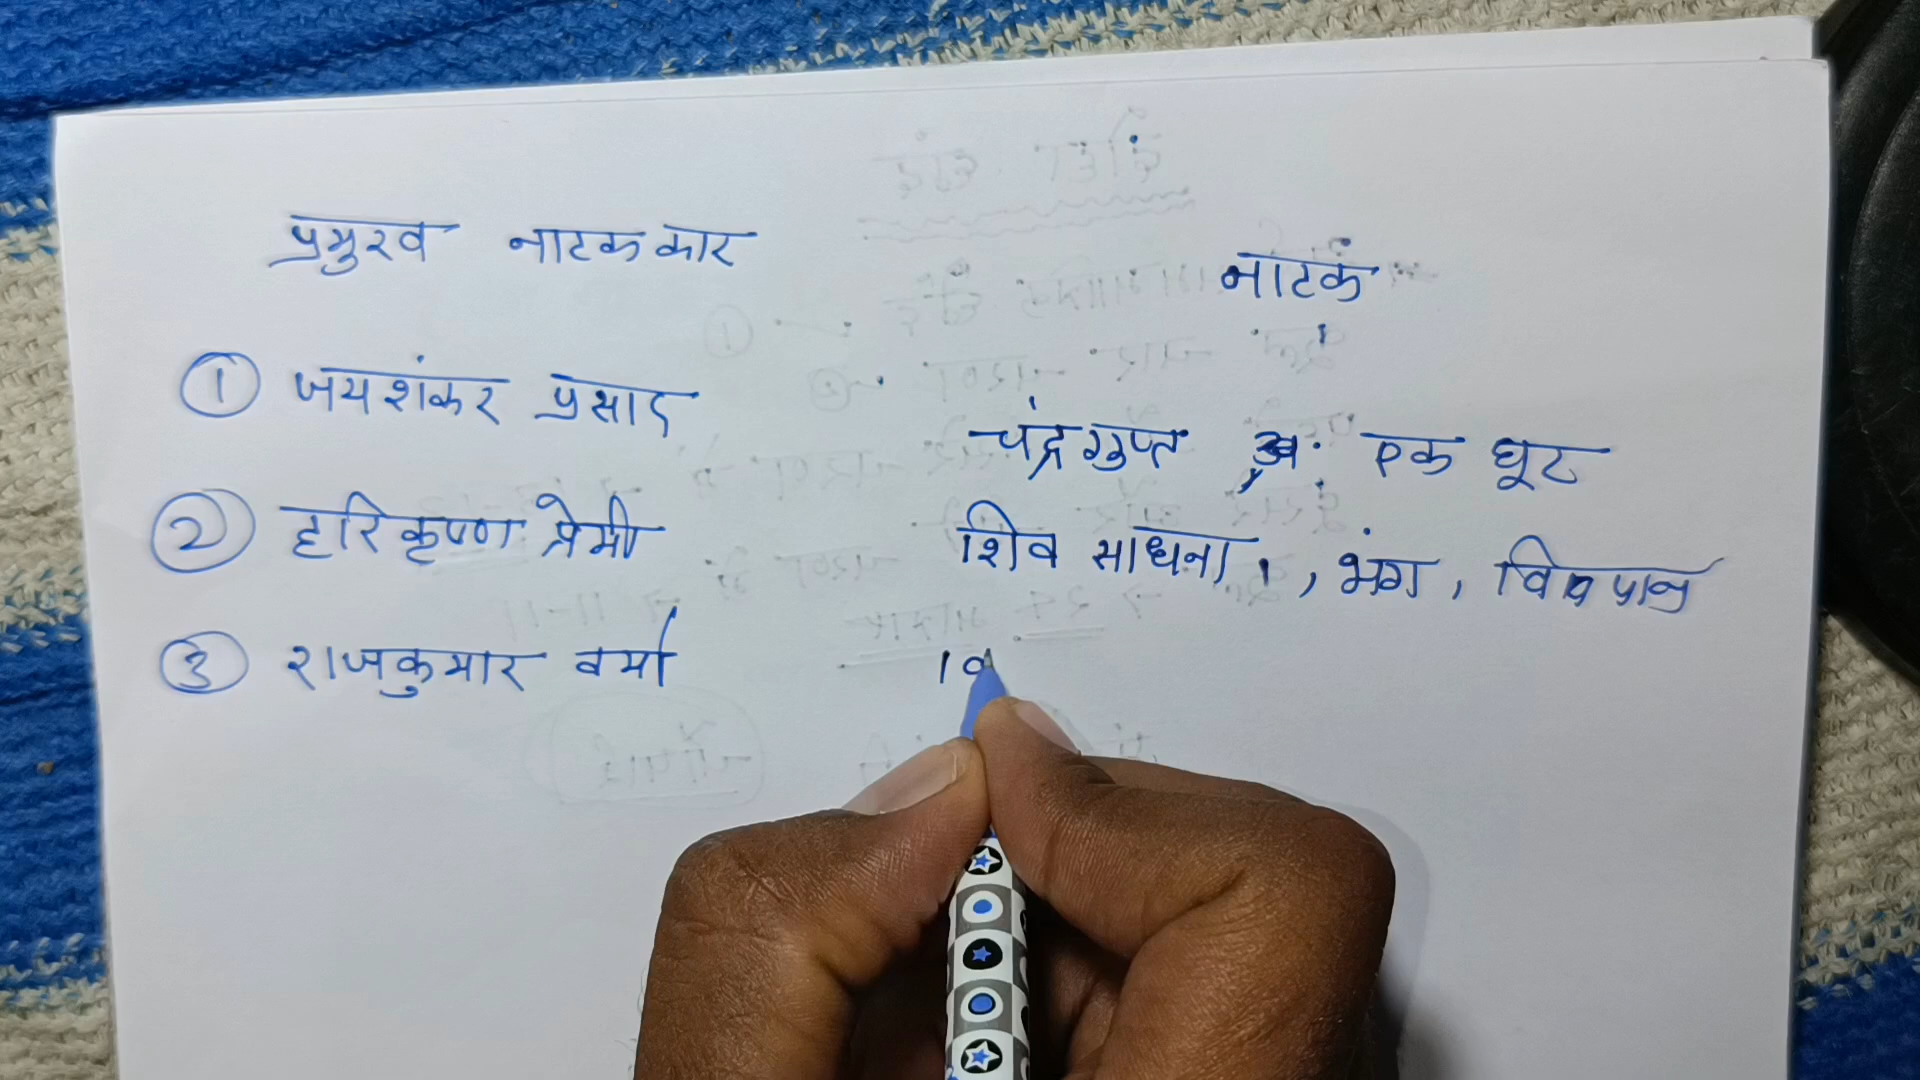 प्रमुख नाटककार
नाटक
① जयशंकर प्रसाद
चंद्रगुप्त , एक घूट
② हरिकृष्ण प्रेमी
शिव साधना , भंग , विषपान
③ राजकुमार वर्मा